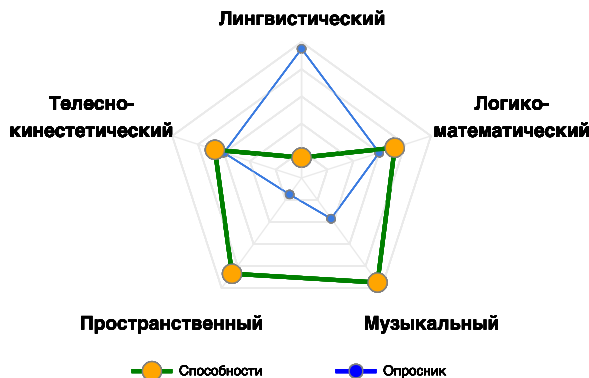 Лингвистический
Телесно-
кинестетический
Логико-
математический
Пространственный
Музыкальный
Способности
Опросник